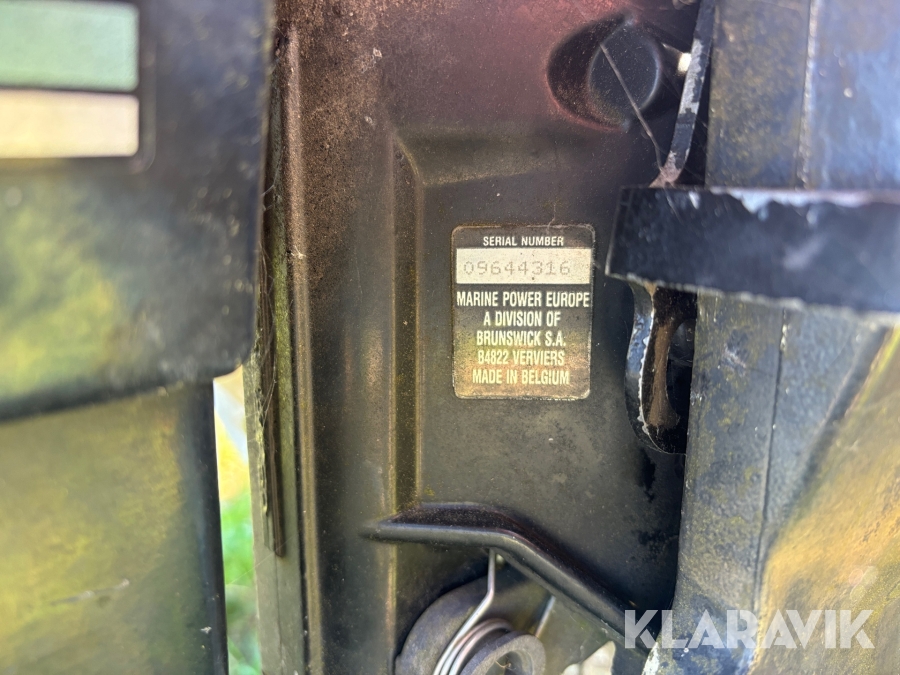 SERIAL NUMBER
09644316
MARINE POWER EUROPE
A DIVISION OF
BRUNSWICK S.A.
B4822 VERVIERS
MADE IN BELGIUM
KLARAVIK